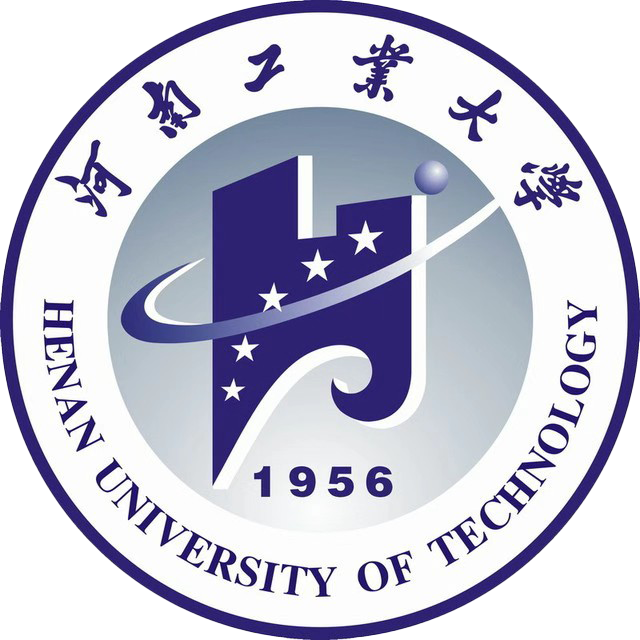 河南工業大學
1956
HENAN UNIVERSITY OF TECHNOLOGY